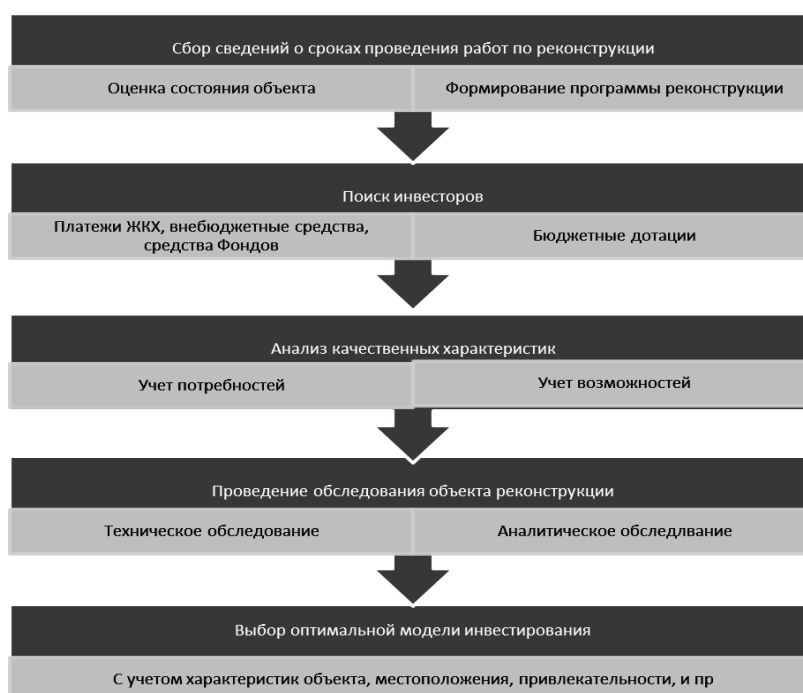 Сбор сведений о сроках проведения работ по реконструкции
Оценка состояния объекта
Формирование программы реконструкции
Поиск инвесторов
Платежи ЖКХ, внебюджетные средства,
средства Фондов
Бюджетные дотации
Анализ качественных характеристик
Учет потребностей
Учет возможностей
Проведение обследования объекта реконструкции
Техническое обследование
Аналитическое обследлвание
Выбор оптимальной модели инвестирования
С учетом характеристик объекта, местоположения, привлекательности, и пр